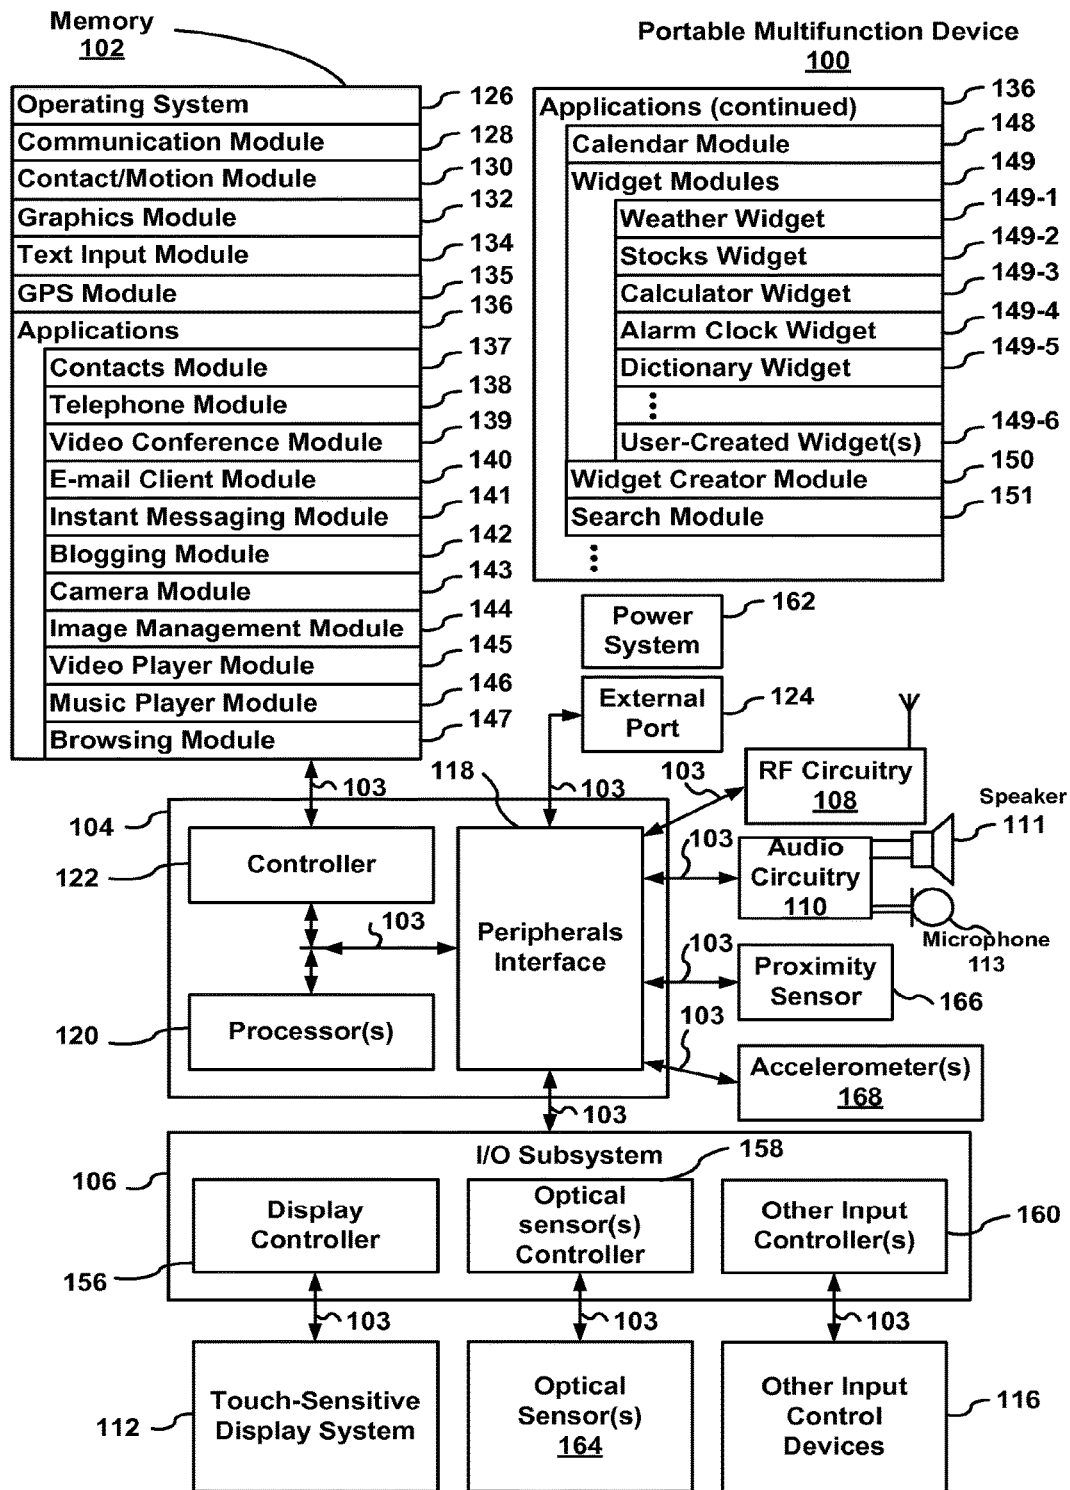 Memory
102
Portable Multifunction Device
100
Operating System 126
Communication Module 128
Contact/Motion Module 130
Graphics Module 132
Text Input Module 134
GPS Module 135
Applications 136
Contacts Module 137
Telephone Module 138
Video Conference Module 139
E-mail Client Module 140
Instant Messaging Module 141
Blogging Module 142
Camera Module 143
Image Management Module 144
Video Player Module 145
Music Player Module 146
Browsing Module 147
Applications (continued) 136
Calendar Module 148
Widget Modules 149
Weather Widget 149-1
Stocks Widget 149-2
Calculator Widget 149-3
Alarm Clock Widget 149-4
Dictionary Widget 149-5
User-Created Widget(s) 149-6
Widget Creator Module 150
Search Module 151
Power
System
162
External
Port
124
103
118
103
103
RF Circuitry
108
Speaker
111
104
Controller
122
103
Audio
Circuitry
110
103
Peripherals
Interface
Microphone
113
103
Proximity
Sensor
166
Processor(s)
120
103
Accelerometer(s)
168
103
I/O Subsystem
158
106
Display
Controller
156
Optical
sensor(s)
Controller
Other Input
Controller(s)
160
103
103
103
Touch-Sensitive
Display System
112
Optical
Sensor(s)
164
Other Input
Control
Devices
116